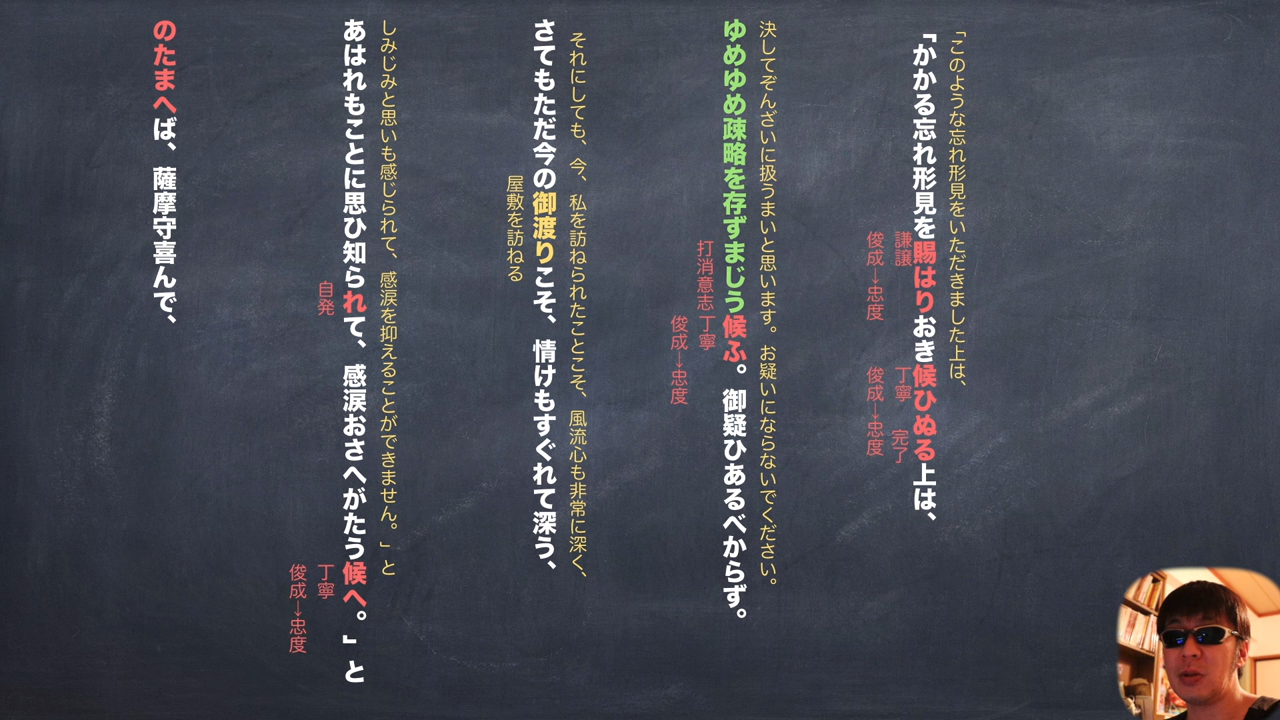 「このような忘れ形見をいただきました上は、
「かかる忘れ形見を賜はりおき候ひぬる上は、
謙譲 丁寧 完了
俊成→忠度 俊成→忠度
決してぞんざいに扱うまいと思います。お疑いにならないでください。
ゆめゆめ疎略を存ずまじう候ふ。御疑ひあるべからず。
打消意志 丁寧
俊成→忠度
それにしても、今、私を訪ねられたことこそ、風流心も非常に深く、
さてもただ今の御渡りこそ、情けもすぐれて深う、
屋敷を訪ねる
しみじみと思いも感じられて、感涙を抑えることができません。」と
あはれもことに思ひ知られて、感涙おさへがたう候へ。」と
自発 丁寧
俊成→忠度
のたまへば、薩摩守喜んで、